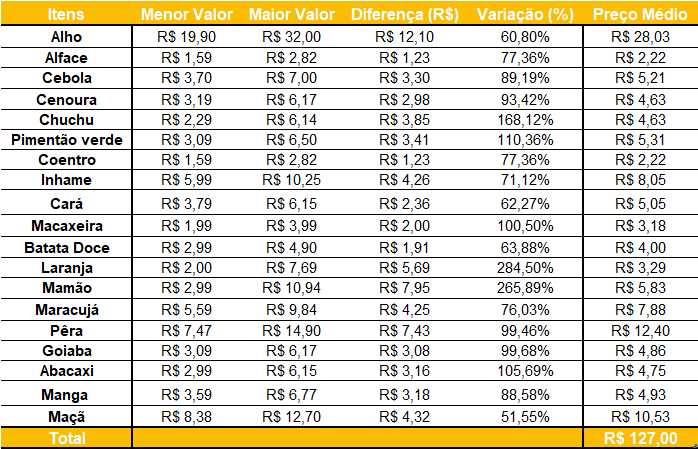 Itens Menor Valor Maior Valor Diferença (R$) Variação (%) Preço Médio
Alho R$ 19,90 R$ 32,00 R$ 12,10 60,80% R$ 28,03
Alface R$ 1,59 R$ 2,82 R$ 1,23 77,36% R$ 2,22
Cebola R$ 3,70 R$ 7,00 R$ 3,30 89,19% R$ 5,21
Cenoura R$ 3,19 R$ 6,17 R$ 2,98 93,42% R$ 4,63
Chuchu R$ 2,29 R$ 6,14 R$ 3,85 168,12% R$ 4,63
Pimentão verde R$ 3,09 R$ 6,50 R$ 3,41 110,36% R$ 5,31
Coentro R$ 1,59 R$ 2,82 R$ 1,23 77,36% R$ 2,22
Inhame R$ 5,99 R$ 10,25 R$ 4,26 71,12% R$ 8,05
Cará R$ 3,79 R$ 6,15 R$ 2,36 62,27% R$ 5,05
Macaxeira R$ 1,99 R$ 3,99 R$ 2,00 100,50% R$ 3,18
Batata Doce R$ 2,99 R$ 4,90 R$ 1,91 63,88% R$ 4,00
Laranja R$ 2,00 R$ 7,69 R$ 5,69 284,50% R$ 3,29
Mamão R$ 2,99 R$ 10,94 R$ 7,95 265,89% R$ 5,83
Maracujá R$ 5,59 R$ 9,84 R$ 4,25 76,03% R$ 7,88
Pêra R$ 7,47 R$ 14,90 R$ 7,43 99,46% R$ 12,40
Goiaba R$ 3,09 R$ 6,17 R$ 3,08 99,68% R$ 4,86
Abacaxi R$ 2,99 R$ 6,15 R$ 3,16 105,69% R$ 4,75
Manga R$ 3,59 R$ 6,77 R$ 3,18 88,58% R$ 4,93
Maçã R$ 8,38 R$ 12,70 R$ 4,32 51,55% R$ 10,53
Total R$ 127,00